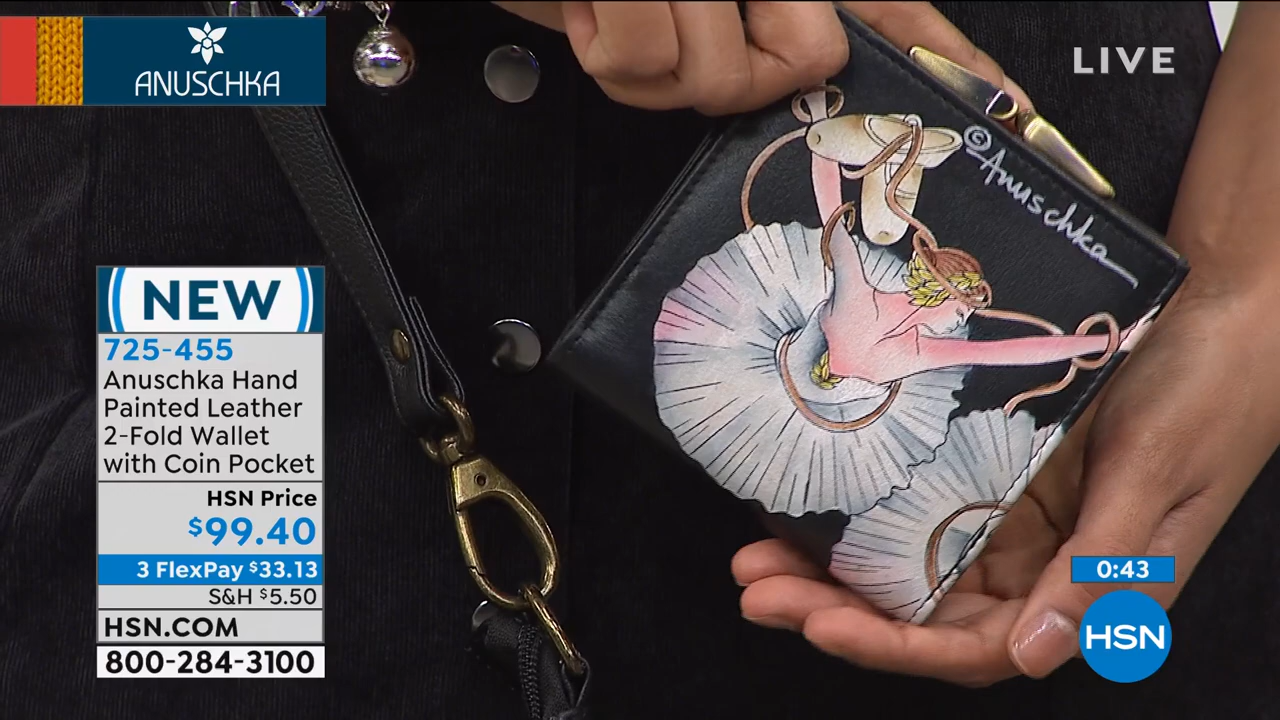 ANUSCHKA
LIVE
©Anuschka
NEW
725-455
Anuschka Hand
Painted Leather
2-Fold Wallet
with Coin Pocket
HSN Price
$99.40
3 FlexPay $33.13
S&H $5.50
HSN.COM
800-284-3100
0:43
HSN